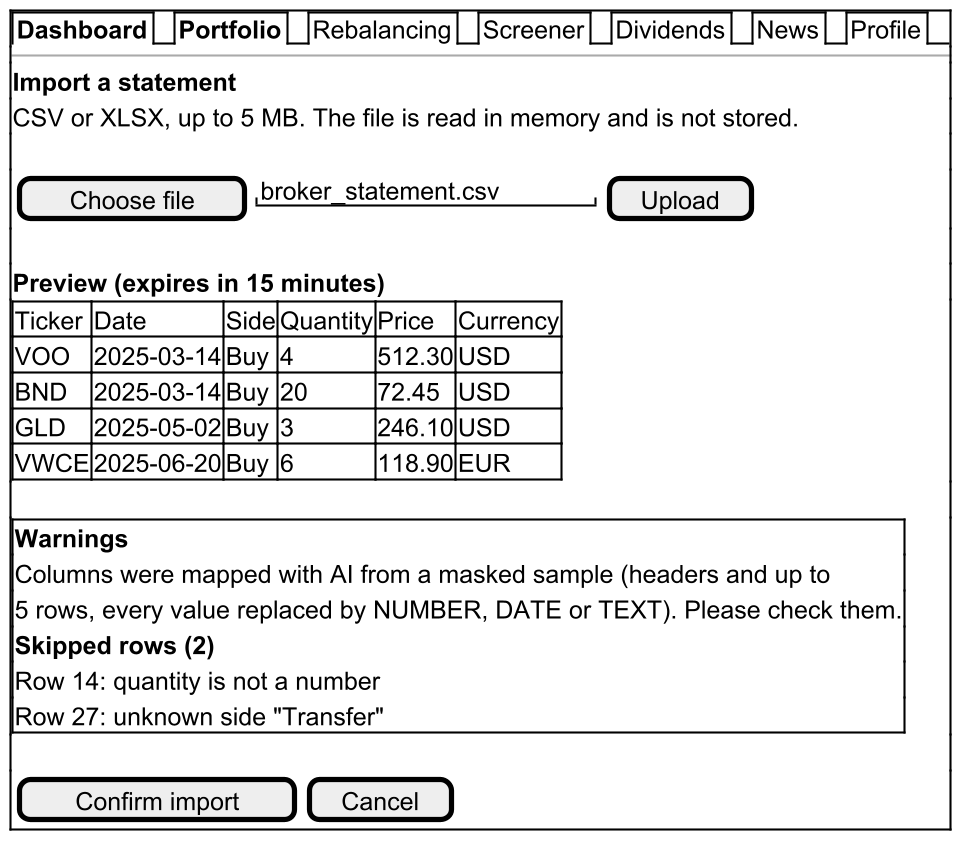 Dashboard Portfolio Rebalancing Screener Dividends News Profile
Import a statement
CSV or XLSX, up to 5 MB. The file is read in memory and is not stored.
Choose file broker_statement.csv Upload
Preview (expires in 15 minutes)
Ticker Date Side Quantity Price Currency
VOO 2025-03-14 Buy 4 512.30 USD
BND 2025-03-14 Buy 20 72.45 USD
GLD 2025-05-02 Buy 3 246.10 USD
VWCE 2025-06-20 Buy 6 118.90 EUR
Warnings
Columns were mapped with AI from a masked sample (headers and up to
5 rows, every value replaced by NUMBER, DATE or TEXT). Please check them.
Skipped rows (2)
Row 14: quantity is not a number
Row 27: unknown side "Transfer"
Confirm import Cancel